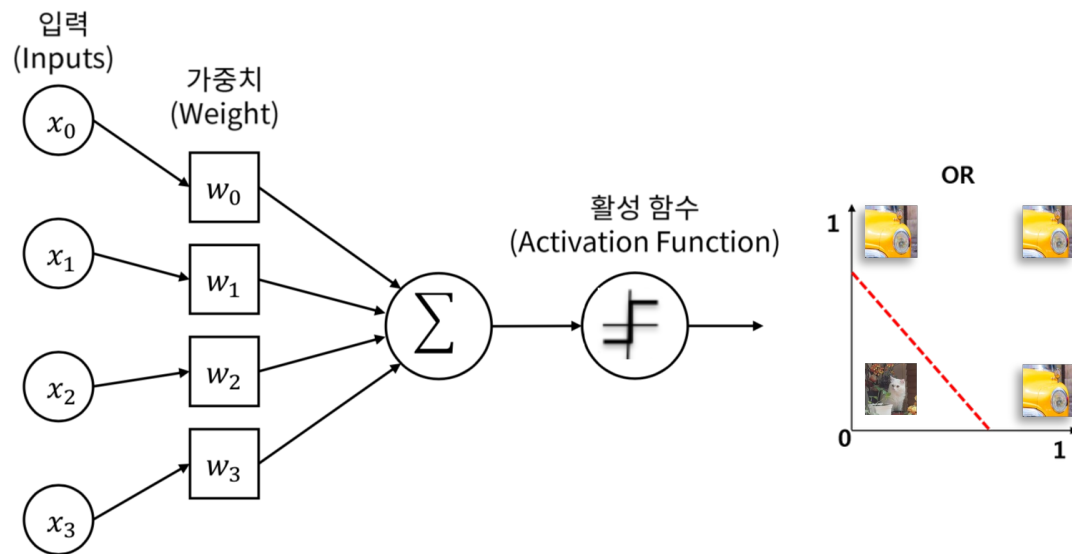 입력
(Inputs)
가중치
(Weight)
x₀
x₁
x₂
x₃
w₀
w₁
w₂
w₃
∑
활성 함수
(Activation Function)
OR
1
0
1